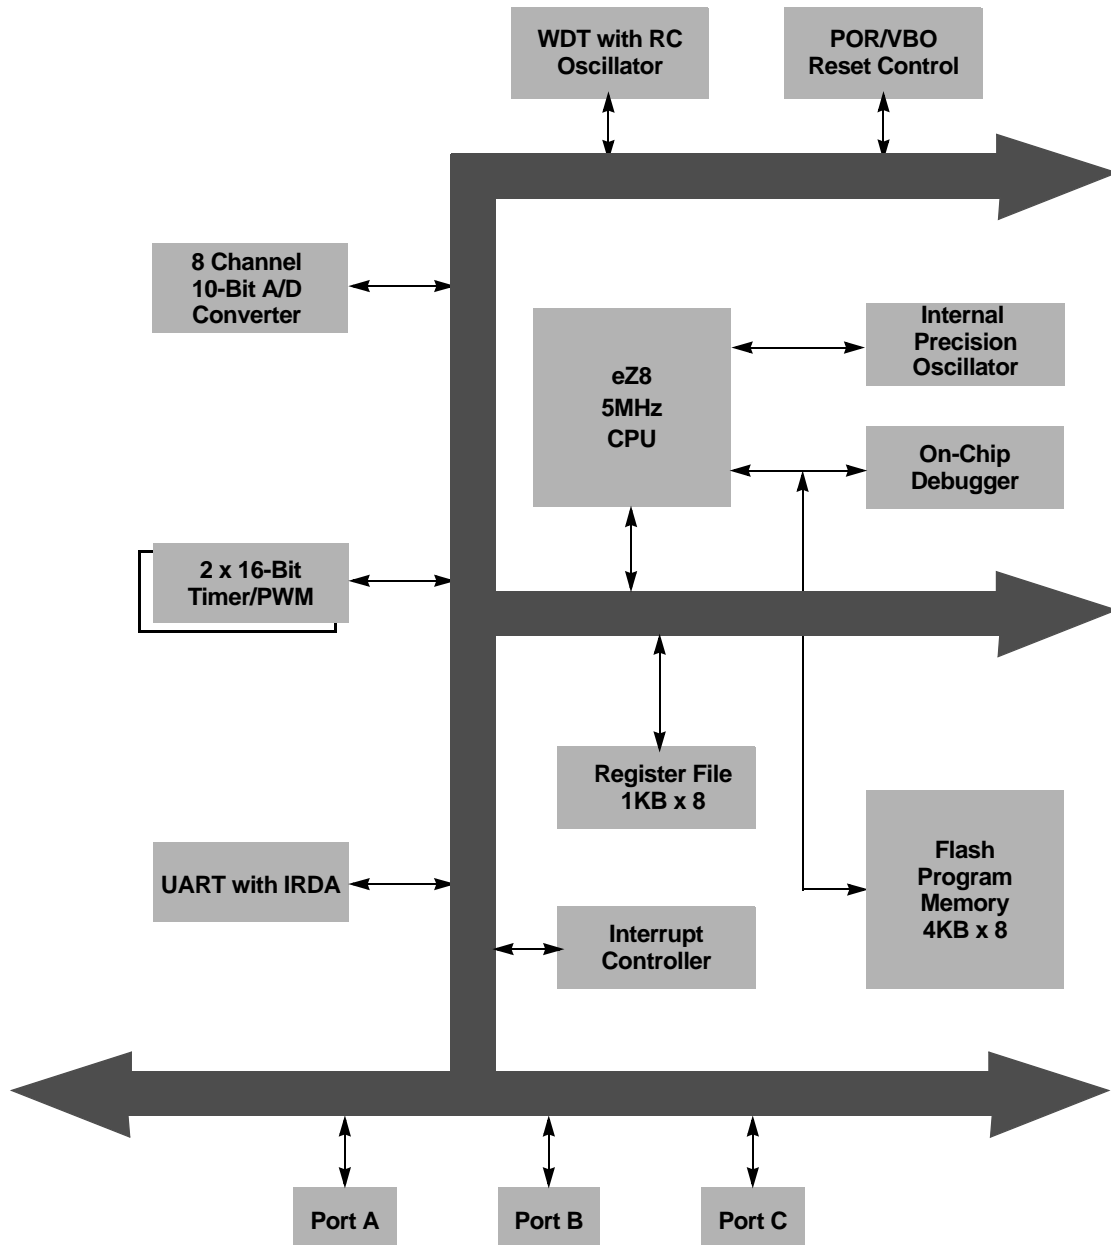 WDT with RC
Oscillator
POR/VBO
Reset Control
8 Channel
10-Bit A/D
Converter
Internal
Precision
Oscillator
eZ8
5MHz
CPU
On-Chip
Debugger
2 x 16-Bit
Timer/PWM
Register File
1KB x 8
Flash
Program
Memory
4KB x 8
UART with IRDA
Interrupt
Controller
Port A
Port B
Port C